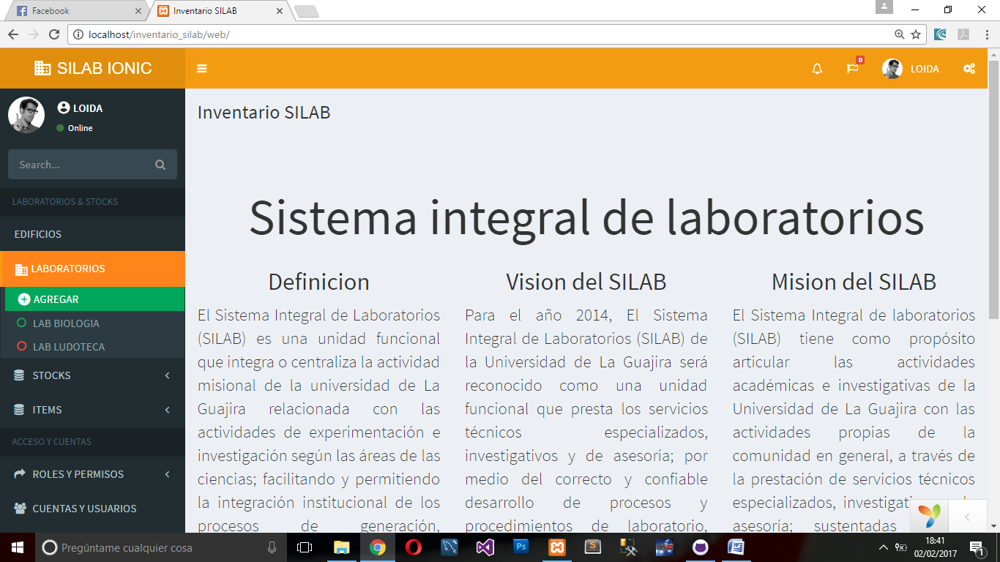 Facebook
Inventario SILAB
localhost/inventario_silab/web/
SILAB IONIC
0
LOIDA
LOIDA
Online
Search...
LABORATORIOS & STOCKS
EDIFICIOS
LABORATORIOS
AGREGAR
LAB BIOLOGIA
LAB LUDOTECA
STOCKS
ITEMS
ACCESO Y CUENTAS
ROLES Y PERMISOS
CUENTAS Y USUARIOS
Inventario SILAB
Sistema integral de laboratorios
Definicion
El Sistema Integral de Laboratorios
(SILAB) es una unidad funcional
que integra o centraliza la actividad
misional de la universidad de La
Guajira relacionada con las
actividades de experimentación e
investigación según las áreas de las
ciencias; facilitando y permitiendo
la integración institucional de los
procesos de generación,
Vision del SILAB
Para el año 2014, El Sistema
Integral de Laboratorios (SILAB) de
la Universidad de La Guajira será
reconocido como una unidad
funcional que presta los servicios
técnicos especializados,
investigativos y de asesoría; por
medio del correcto y confiable
desarrollo de procesos y
procedimientos de laboratorio,
Mision del SILAB
El Sistema Integral de laboratorios
(SILAB) tiene como propósito
articular las actividades
académicas e investigativas de la
Universidad de La Guajira con las
actividades propias de la
comunidad en general, a través de
la prestación de servicios técnicos
especializados,
asesoría; sustentadas
Pregúntame cualquier cosa
Ps
S
W
18:41
02/02/2017
1